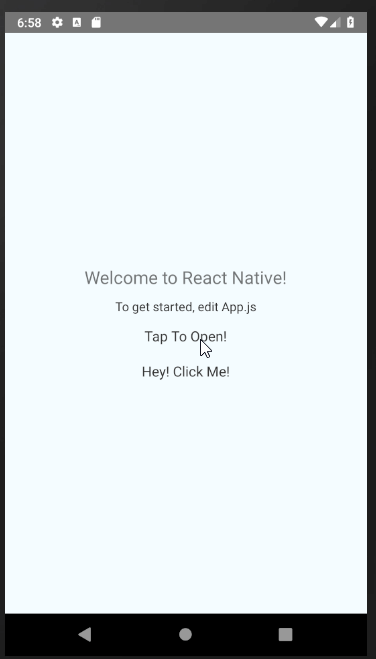 6:58
Welcome to React Native!
To get started, edit App.js
Tap To Open!
Hey! Click Me!